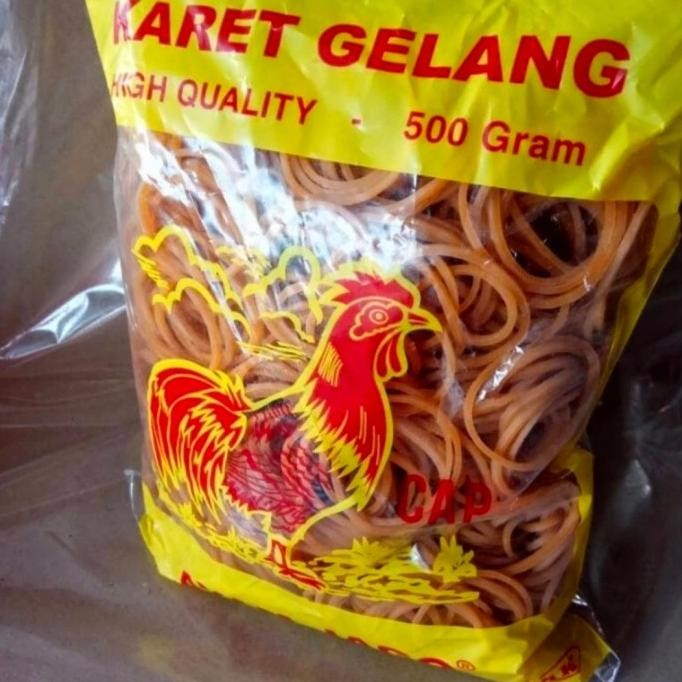 KARET GELANG
HIGH QUALITY - 500 Gram
CAP